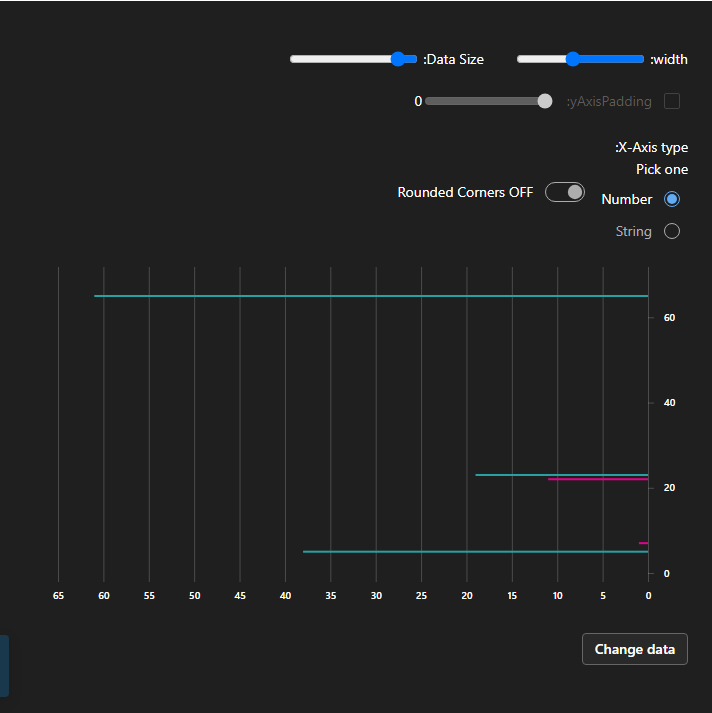 :width
:Data Size
:yAxisPadding
0
:X-Axis type
Pick one
Number
String
Rounded Corners OFF
60
40
20
0
65 60 55 50 45 40 35 30 25 20 15 10 5 0
Change data